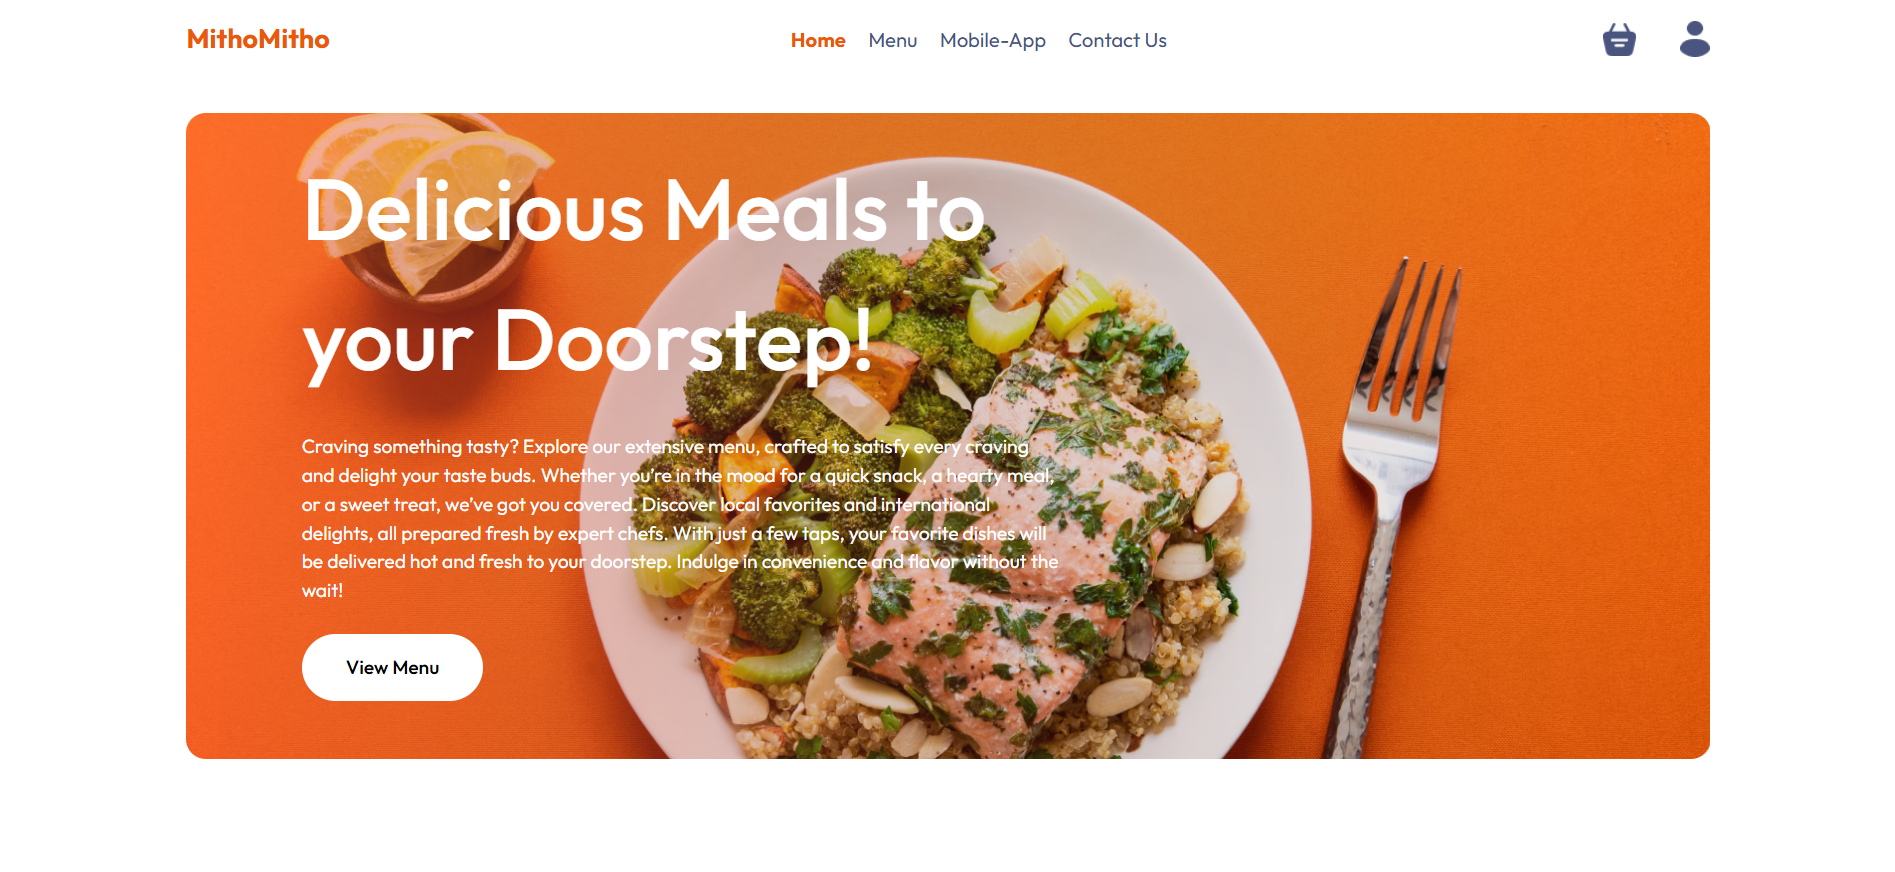 MithoMitho
Home Menu Mobile-App Contact Us
Delicious Meals to
your Doorstep!
Craving something tasty? Explore our extensive menu, crafted to satisfy every craving
and delight your taste buds. Whether you're in the mood for a quick snack, a hearty meal,
or a sweet treat, we've got you covered. Discover local favorites and international
delights, all prepared fresh by expert chefs. With just a few taps, your favorite dishes will
be delivered hot and fresh to your doorstep. Indulge in convenience and flavor without the
wait!
View Menu